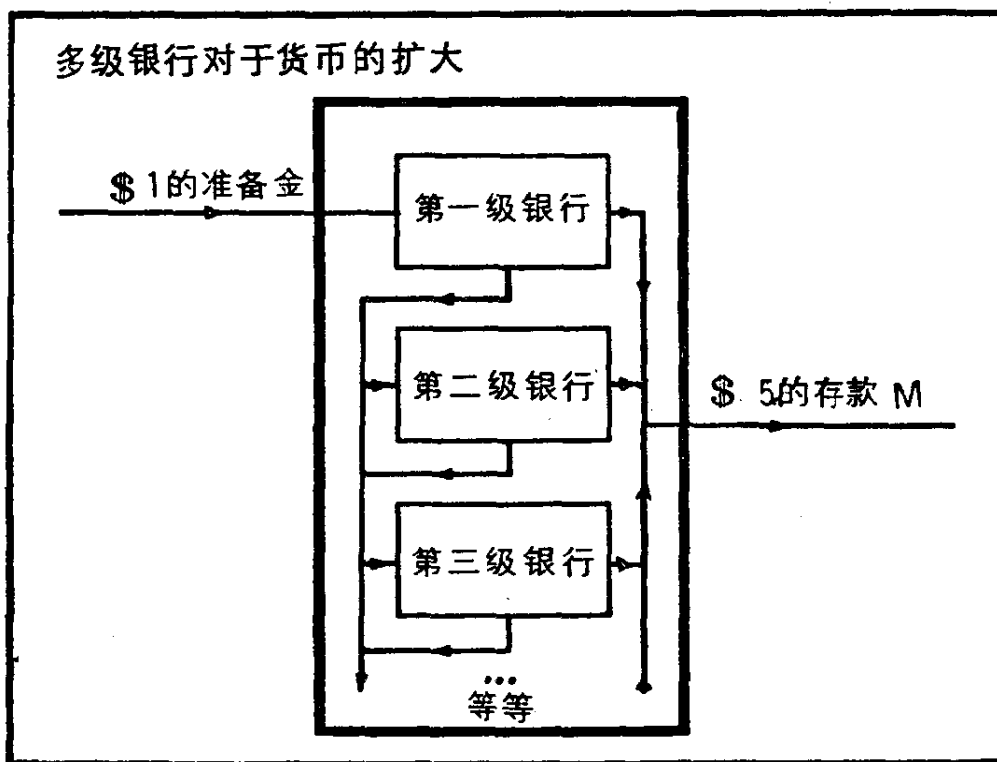 多级银行对于货币的扩大
$ 1的准备金
第一级银行
第二级银行
$ 5的存款 M
第三级银行
...
等等